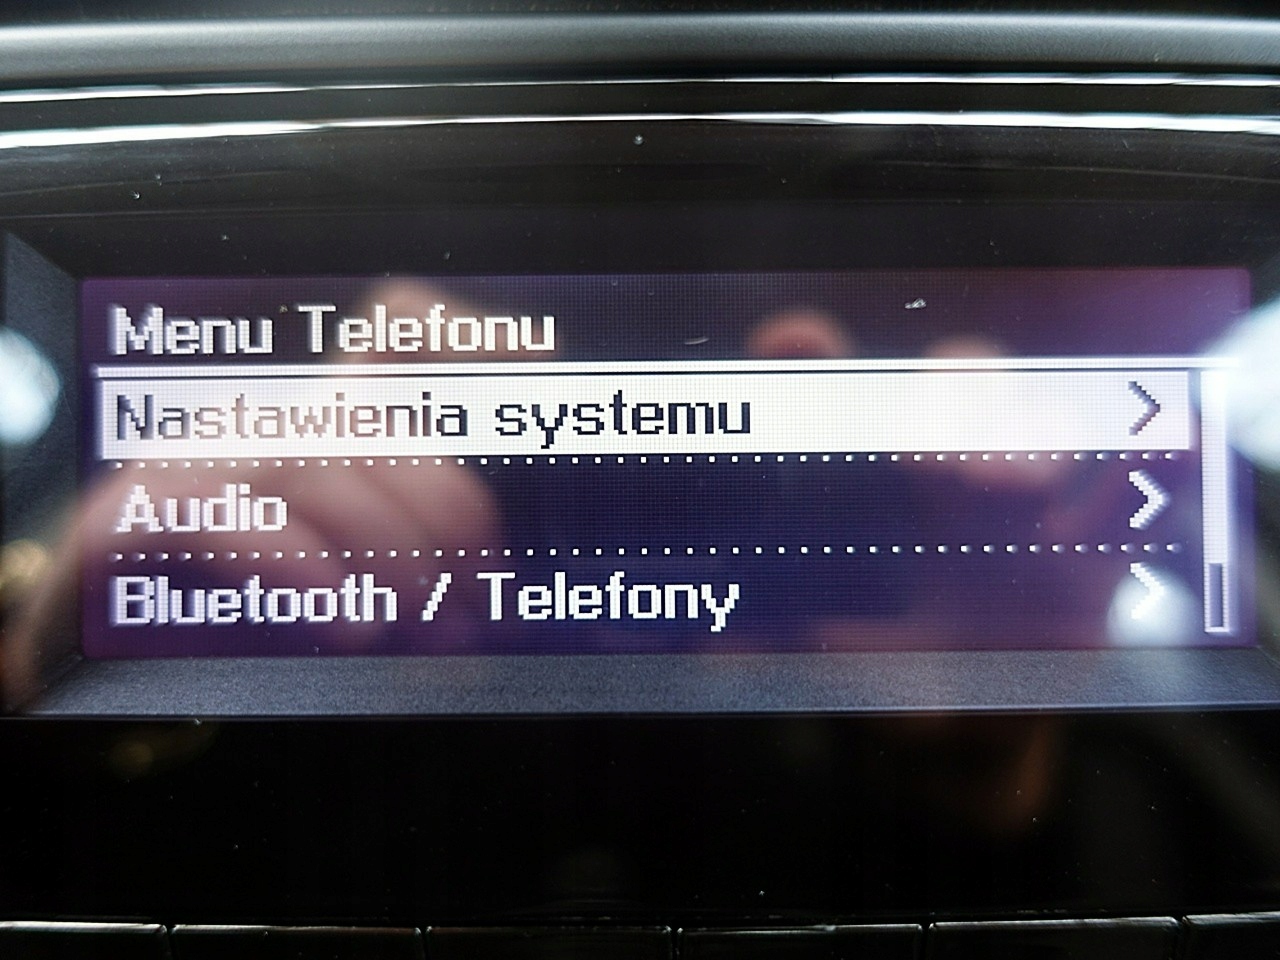 Menu Telefonu
Nastawienia systemu
Audio
Bluetooth / Telefony